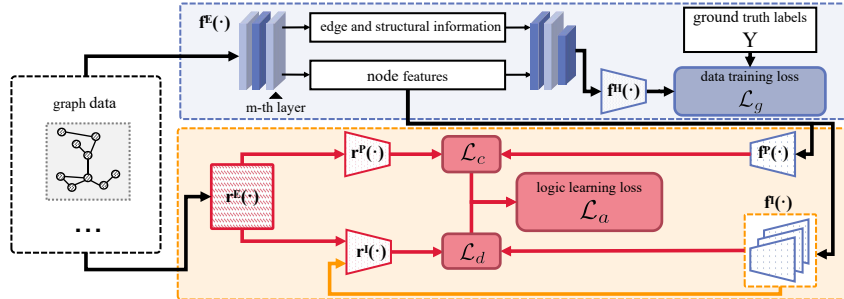 f^E(·)
edge and structural information
node features
m-th layer
f^H(·)
ground truth labels
Y
data training loss
ℒ_g
graph data
...
r^E(·)
r^P(·)
ℒ_c
f^P(·)
logic learning loss
ℒ_a
f^I(·)
r^I(·)
ℒ_d